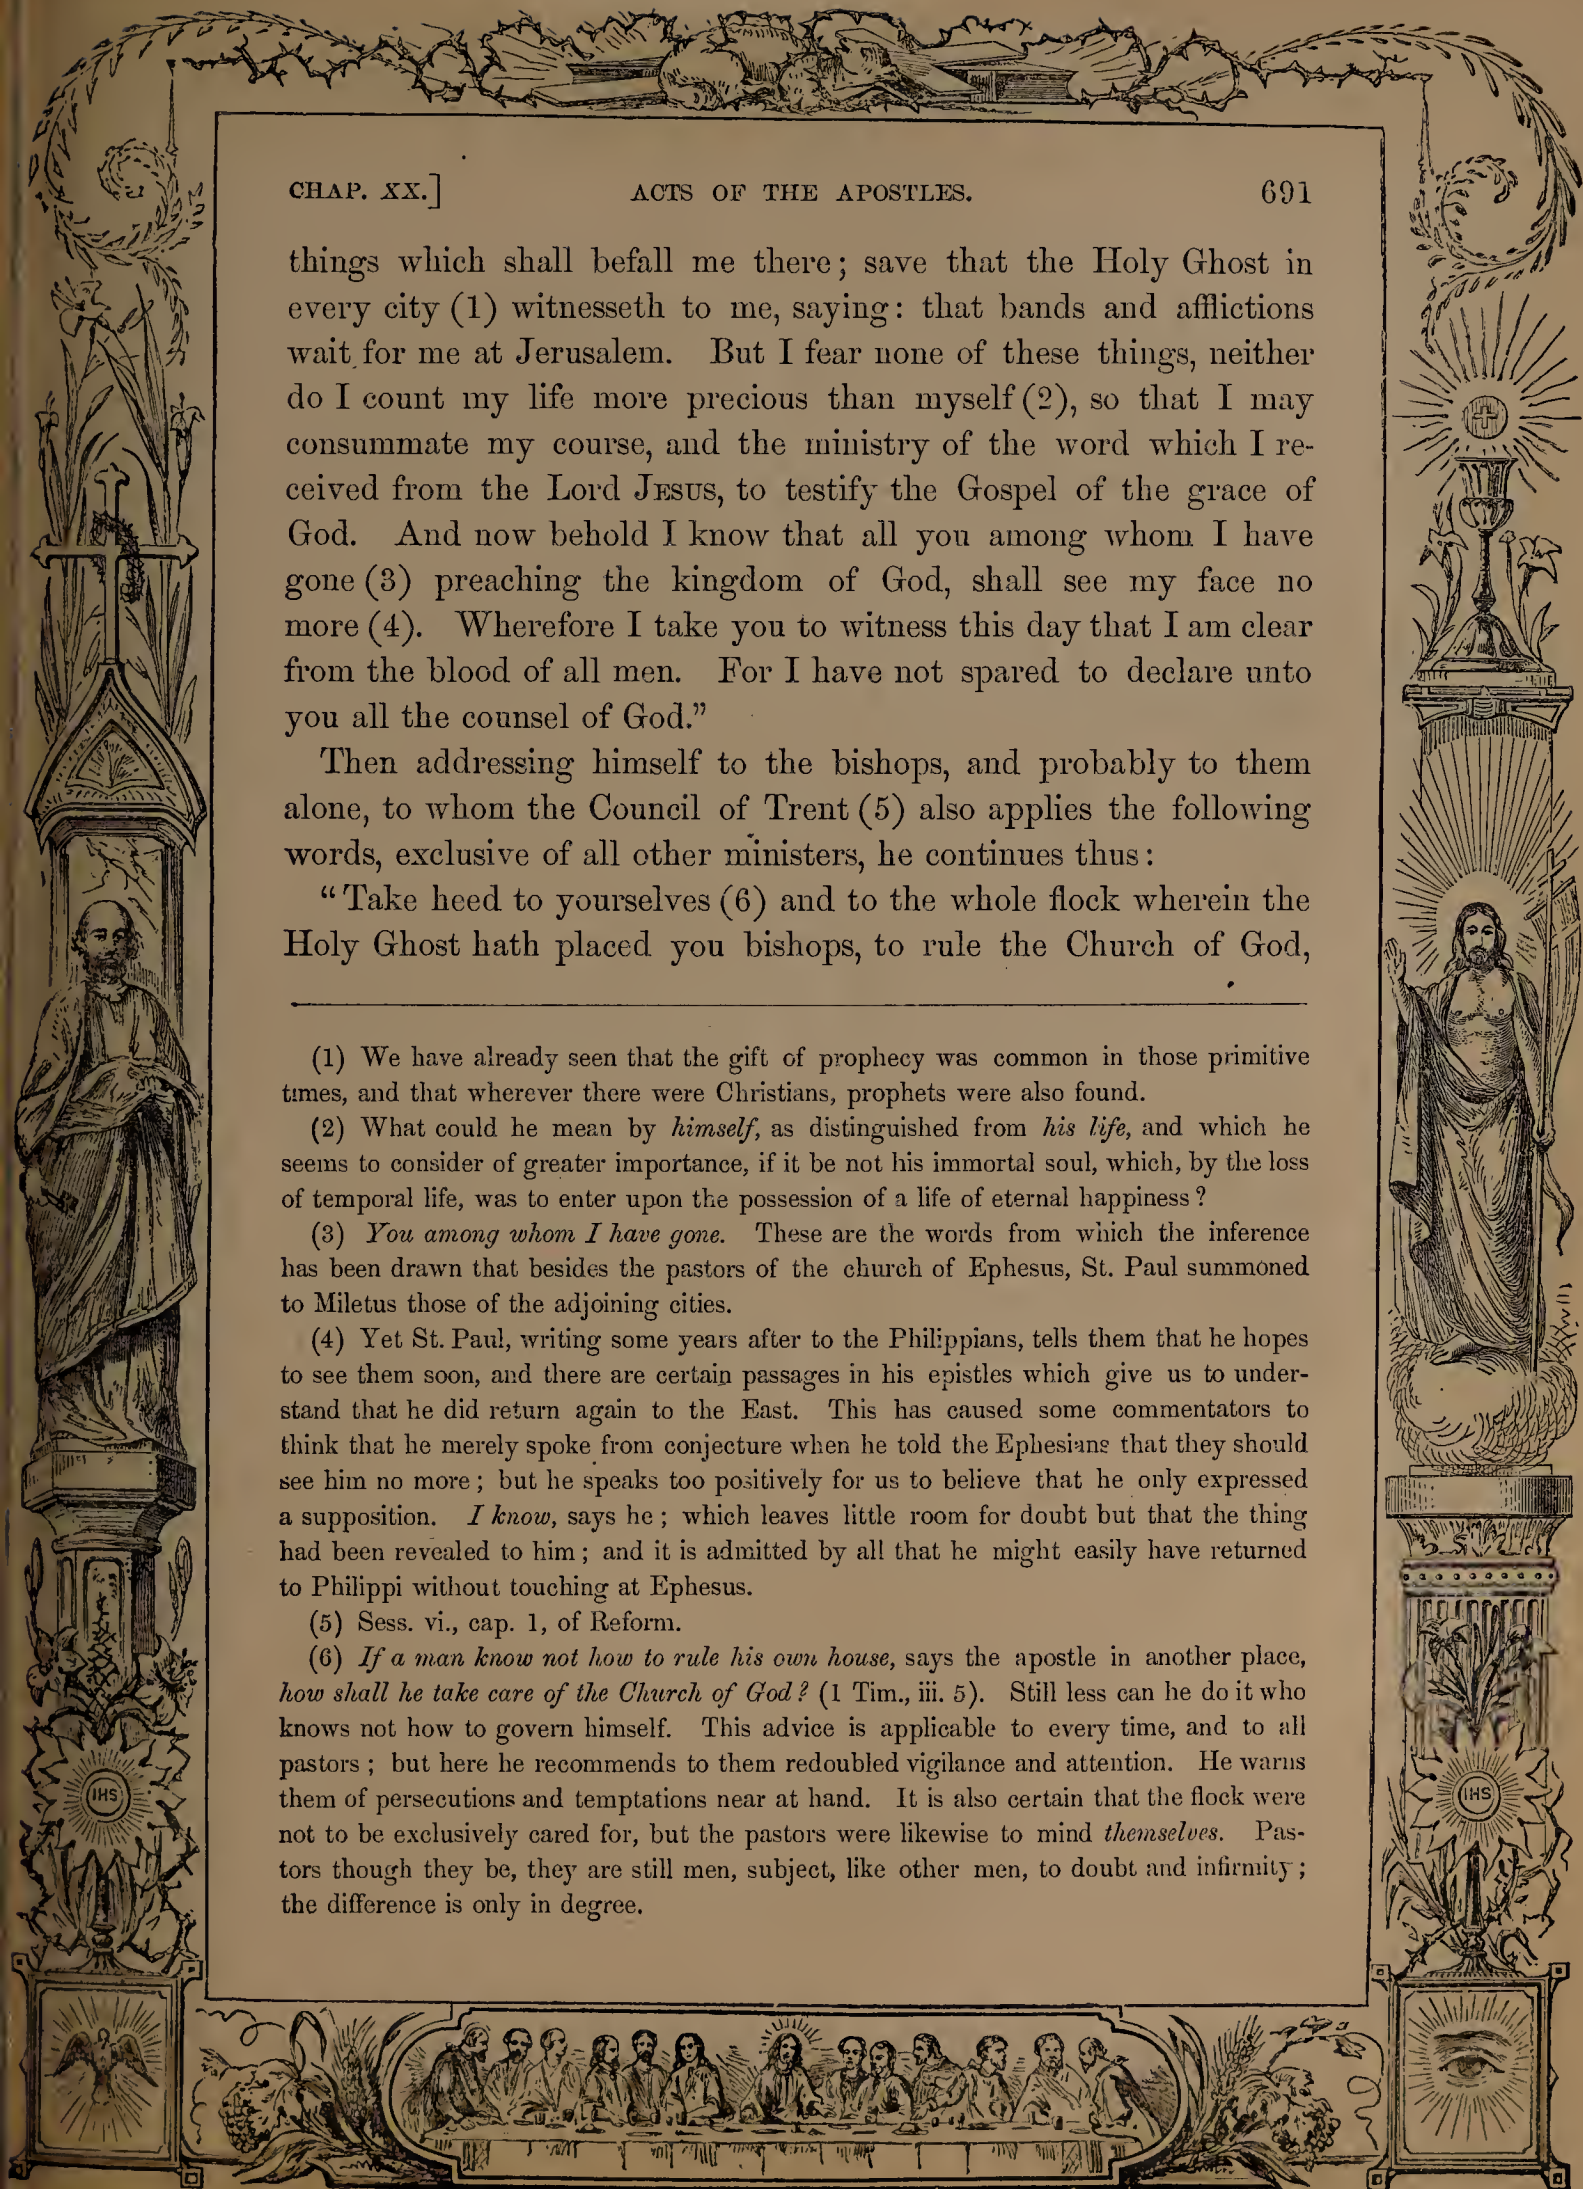 CHAP. XX.] ACTS OF THE APOSTLES. 691
things which shall befall me there; save that the Holy Ghost in
every city (1) witnesseth to me, saying: that bands and afflictions
wait for me at Jerusalem. But I fear none of these things, neither
do I count my life more precious than myself (2), so that I may
consummate my course, and the ministry of the word which I re-
ceived from the Lord JESUS, to testify the Gospel of the grace of
God. And now behold I know that all you among whom I have
gone (3) preaching the kingdom of God, shall see my face no
more (4). Wherefore I take you to witness this day that I am clear
from the blood of all men. For I have not spared to declare unto
you all the counsel of God.”
Then addressing himself to the bishops, and probably to them
alone, to whom the Council of Trent (5) also applies the following
words, exclusive of all other ministers, he continues thus:
“Take heed to yourselves (6) and to the whole flock wherein the
Holy Ghost hath placed you bishops, to rule the Church of God,
(1) We have already seen that the gift of prophecy was common in those primitive
times, and that wherever there were Christians, prophets were also found.
(2) What could he mean by himself, as distinguished from his life, and which he
seems to consider of greater importance, if it be not his immortal soul, which, by the loss
of temporal life, was to enter upon the possession of a life of eternal happiness?
(3) You among whom I have gone. These are the words from which the inference
has been drawn that besides the pastors of the church of Ephesus, St. Paul summoned
to Miletus those of the adjoining cities.
(4) Yet St. Paul, writing some years after to the Philippians, tells them that he hopes
to see them soon, and there are certain passages in his epistles which give us to under-
stand that he did return again to the East. This has caused some commentators to
think that he merely spoke from conjecture when he told the Ephesians that they should
see him no more; but he speaks too positively for us to believe that he only expressed
a supposition. I know, says he; which leaves little room for doubt but that the thing
had been revealed to him; and it is admitted by all that he might easily have returned
to Philippi without touching at Ephesus.
(5) Sess. vi., cap. 1, of Reform.
(6) If a man know not how to rule his own house, says the apostle in another place,
how shall he take care of the Church of God? (1 Tim., iii. 5). Still less can he do it who
knows not how to govern himself. This advice is applicable to every time, and to all
pastors; but here he recommends to them redoubled vigilance and attention. He warns
them of persecutions and temptations near at hand. It is also certain that the flock were
not to be exclusively cared for, but the pastors were likewise to mind themselves. Pas-
tors though they be, they are still men, subject, like other men, to doubt and infirmity;
the difference is only in degree.
IHS
IHS